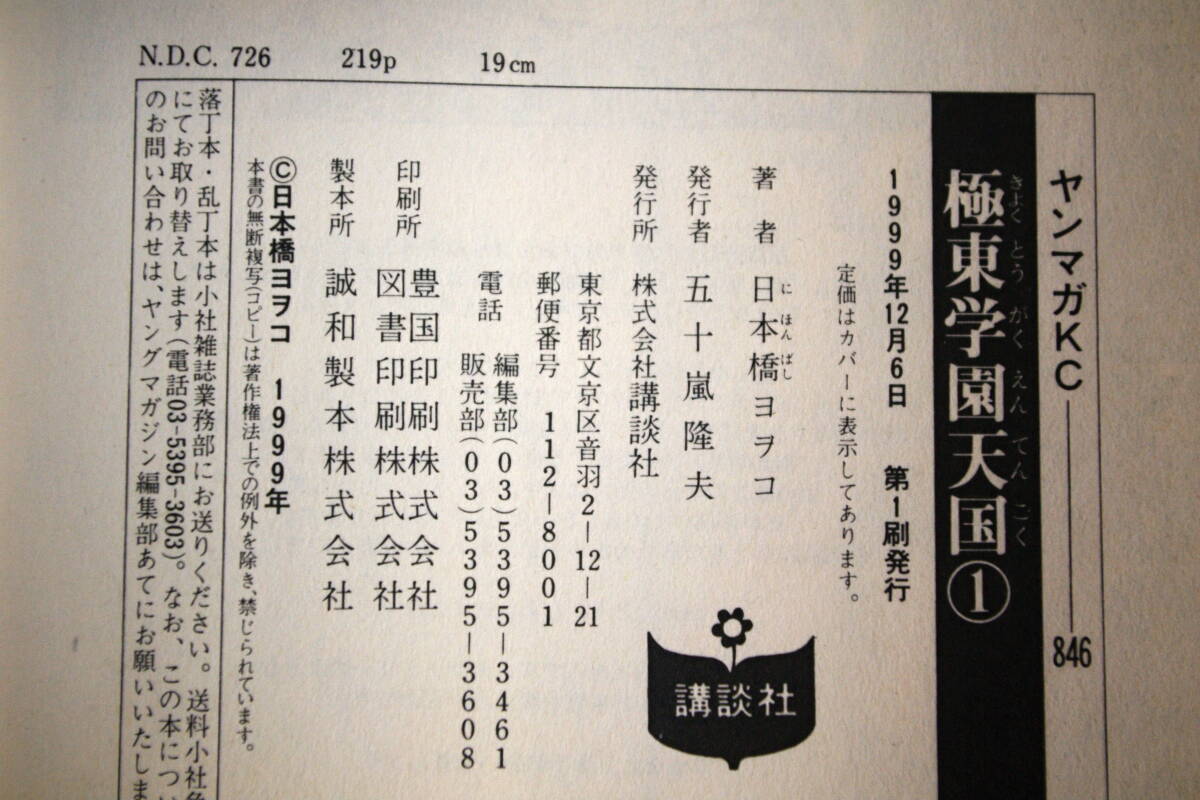 N.D.C. 726 219p 19cm
ヤンマガKC 846
極東学園天国①
きょくとうがくえんてんごく
1999年12月6日 第1刷発行
定価はカバーに表示してあります。
著者 日本橋ヨヲコ
にほんばし
発行者 五十嵐隆夫
発行所 株式会社講談社
東京都文京区音羽2-12-21
郵便番号 112-8001
電話 編集部(03)5395-3461
販売部(03)5395-3608
印刷所 豊国印刷株式会社
図書印刷株式会社
製本所 誠和製本株式会社
Ⓒ日本橋ヨヲコ 1999年
本書の無断複写(コピー)は著作権法上での例外を除き、禁じられています。
落丁本・乱丁本は小社雑誌業務部にお送りください。送料小社負
にてお取り替えします(電話03-5395-3603)。なお、この本につい
のお問い合わせは、ヤングマガジン編集部あてにお願いいたしま
講談社